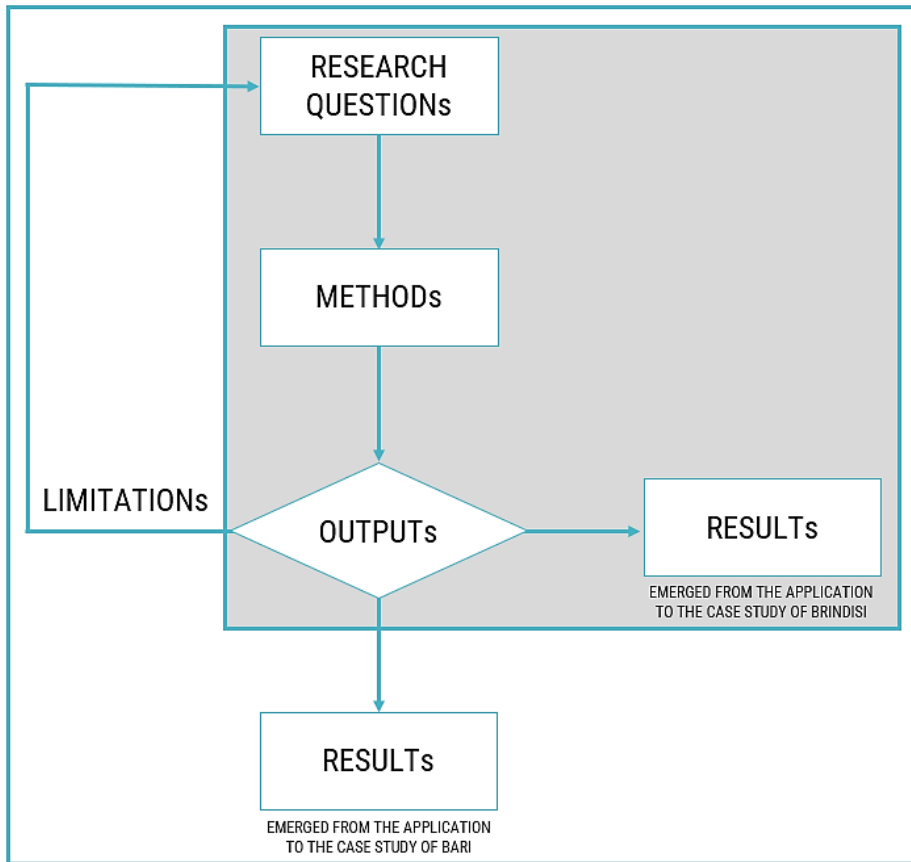 RESEARCH
QUESTIONs
METHODs
LIMITATIONs
OUTPUTs
RESULTs
EMERGED FROM THE APPLICATION
TO THE CASE STUDY OF BRINDISI
RESULTs
EMERGED FROM THE APPLICATION
TO THE CASE STUDY OF BARI